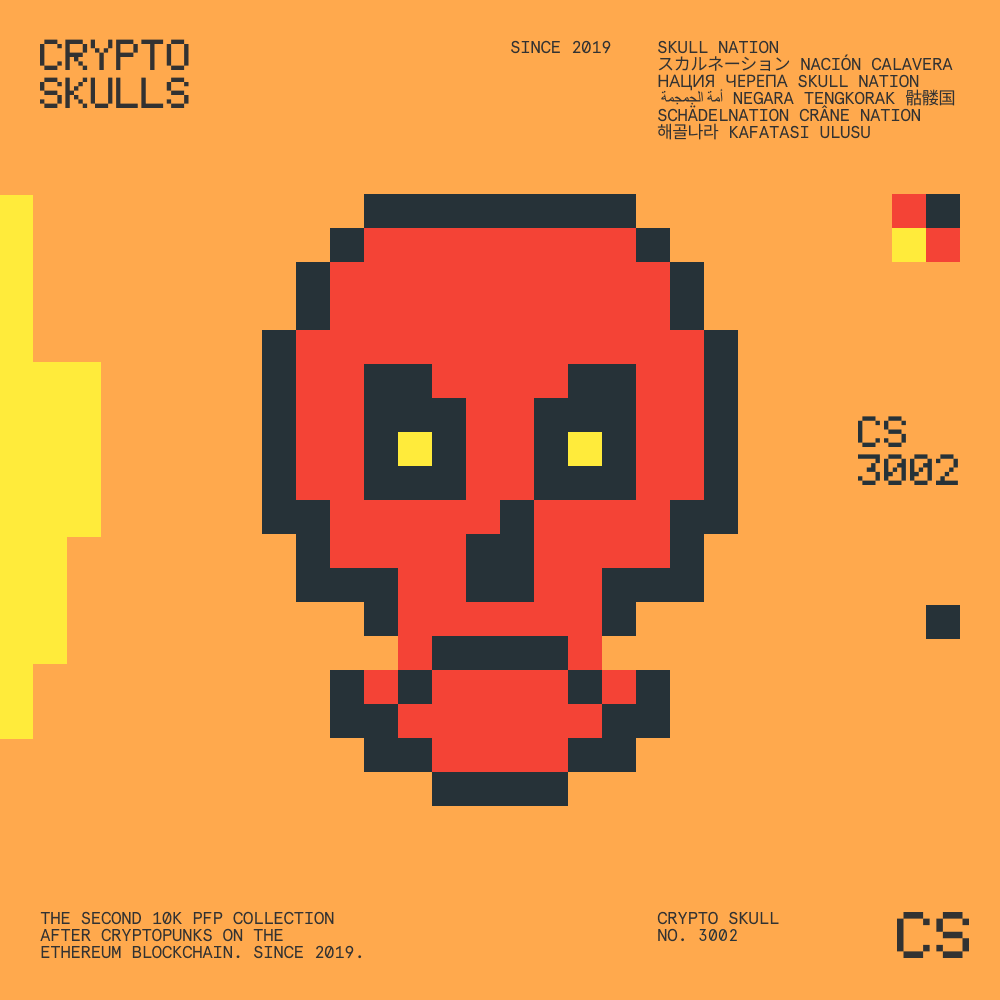 CRYPTO
SKULLS
SINCE 2019
SKULL NATION
スカルネーション NACIÓN CALAVERA
НАЦИЯ ЧЕРЕПА SKULL NATION
أمة الجمجمة NEGARA TENGKORAK 骷髅国
SCHÄDELNATION CRÂNE NATION
해골나라 KAFATASI ULUSU
CS
3002
THE SECOND 10K PFP COLLECTION
AFTER CRYPTOPUNKS ON THE
ETHEREUM BLOCKCHAIN. SINCE 2019.
CRYPTO SKULL
NO. 3002
CS